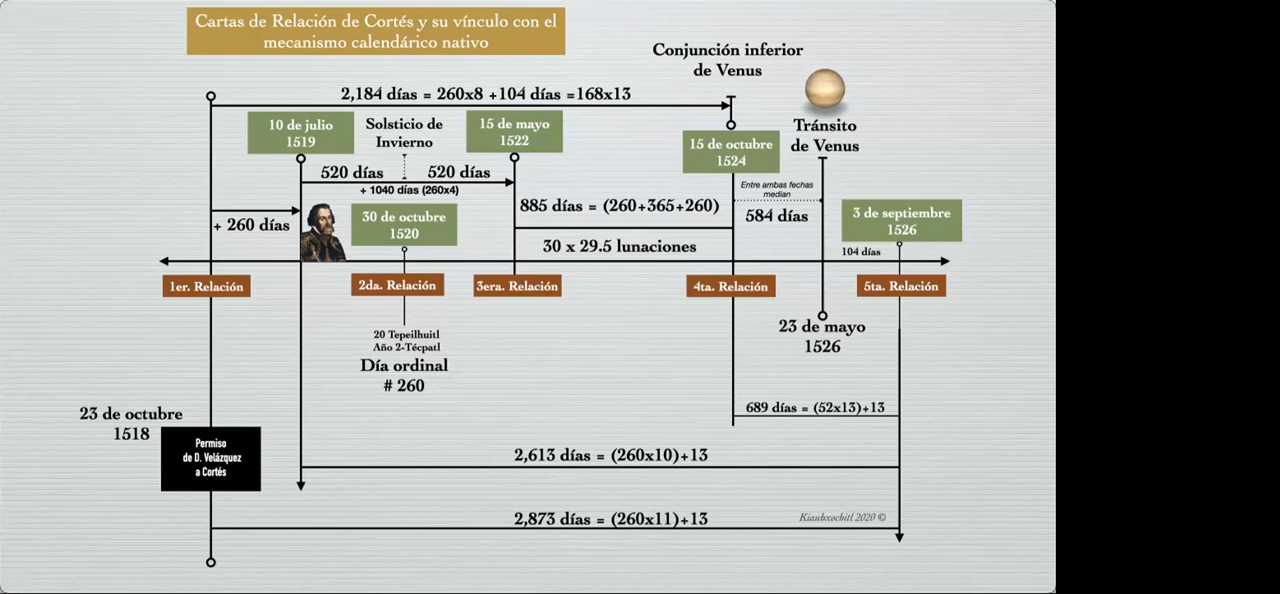 Cartas de Relación de Cortés y su vínculo con el
mecanismo calendárico nativo
Conjunción inferior
de Venus
2,184 días = 260x8 +104 días =168x13
10 de julio
1519
Solsticio de
Invierno
15 de mayo
1522
Tránsito
de Venus
15 de octubre
1524
520 días
520 días
+ 1040 días (260x4)
Entre ambas fechas
median
584 días
885 días = (260+365+260)
+ 260 días
30 de octubre
1520
3 de septiembre
1526
30 x 29.5 lunaciones
104 días
1er. Relación
2da. Relación
3era. Relación
4ta. Relación
5ta. Relación
23 de mayo
1526
20 Tepeilhuitl
Año 2-Técpatl
Día ordinal
# 260
689 días = (52x13)+13
23 de octubre
1518
Permiso
de D. Velázquez
a Cortés
2,613 días = (260x10)+13
2,873 días = (260x11)+13
Kiauhxochitl 2020 ©